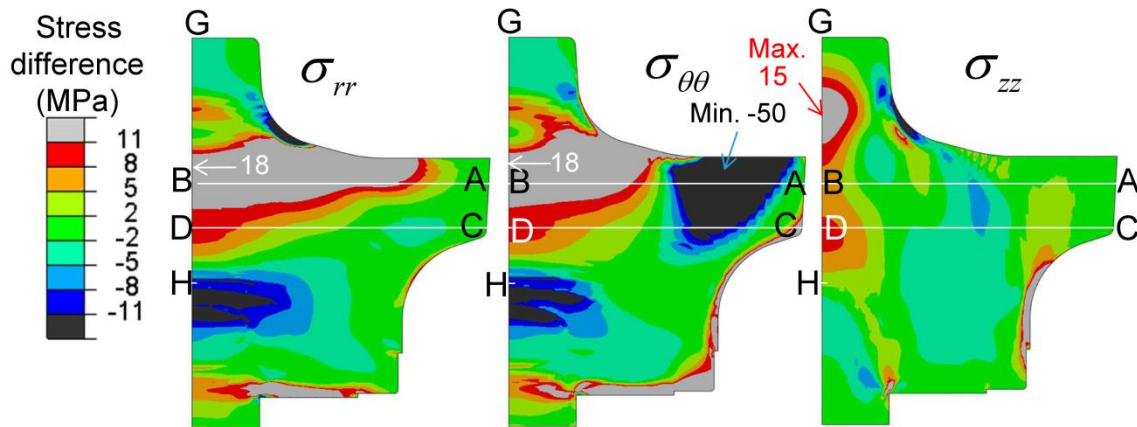 Stress
difference
(MPa)
11
8
5
2
-2
-5
-8
-11
G
σrr
18
B
A
D
C
H
G
σθθ
Min. -50
18
B
A
D
C
H
G
Max.
15
σzz
B
A
D
C
H